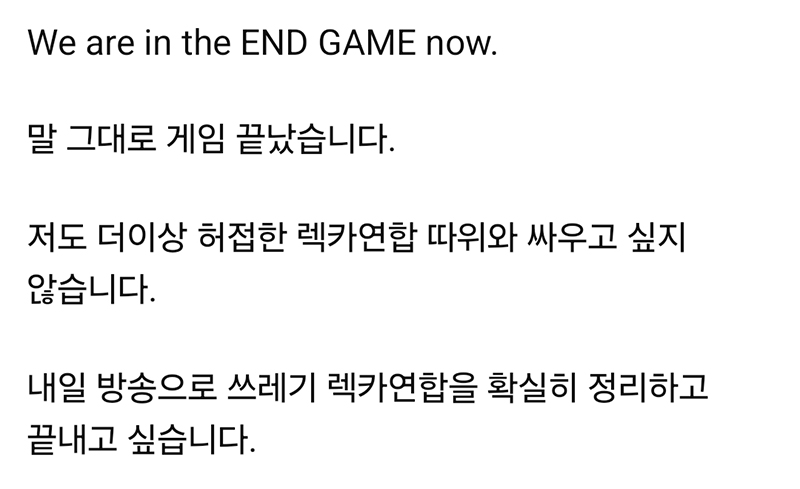 We are in the END GAME now.
말 그대로 게임 끝났습니다.
저도 더이상 허접한 렉카연합 따위와 싸우고 싶지
않습니다.
내일 방송으로 쓰레기 렉카연합을 확실히 정리하고
끝내고 싶습니다.